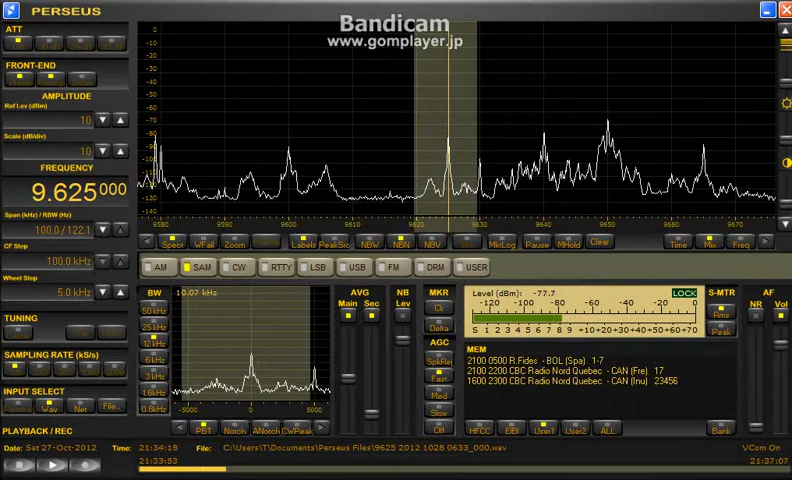 PERSEUS
Bandicam
www.gomplayer.jp
ATT
FRONT-END
AMPLITUDE
Ref Lev (dBm)
10
Scale (dB/div)
10
FREQUENCY
9.625000
Span (kHz) / RBW (Hz)
100.0 / 122.1
CF Step
100.0 kHz
Wheel Step
5.0 kHz
TUNING
SAMPLING RATE (kS/s)
INPUT SELECT
Wav Net File...
PLAYBACK / REC
0
-10
-20
-30
-40
-50
-60
-70
-80
-90
-100
-110
-120
-130
-140
9580 9590 9600 9610 9620 9630 9640 9650 9660 9670
Spectr WFall Zoom Labels PeakSrc NBW NBN NBV MkrLog Pause MHold Clear Time Mix Freq
AM SAM CW RTTY LSB USB FM DRM USER
BW
50kHz
25kHz
12kHz
6kHz
3kHz
1.6kHz
0.8kHz
10.07 kHz
-5000 0 5000
PBT Notch ANotch CWPeak
AVG
Main Sec
NB
Lev
MKR
Clr
Delta
AGC
SpkRej
Fast
Med
Slow
Off
Level (dBm): -77.7 LOCK
-120 -100 -80 -60 -40 -20 0
S 1 2 3 4 5 6 7 8 9 +10 +20 +30 +40 +50 +60 +70
S-MTR
Rms
Peak
AF
NR Vol
MEM
2100 0500 R.Fides - BOL (Spa) 1-7
2100 2200 CBC Radio Nord Quebec - CAN (Fre) 17
1600 2300 CBC Radio Nord Quebec - CAN (Inu) 23456
HFCC EIBI User1 User2 ALL Bank
Date: Sat 27-Oct-2012 Time: 21:34:18 File: C:\Users\T\Documents\Perseus Files\9625 2012 1028 0633_000.wav VCom On
21:33:53 21:37:07